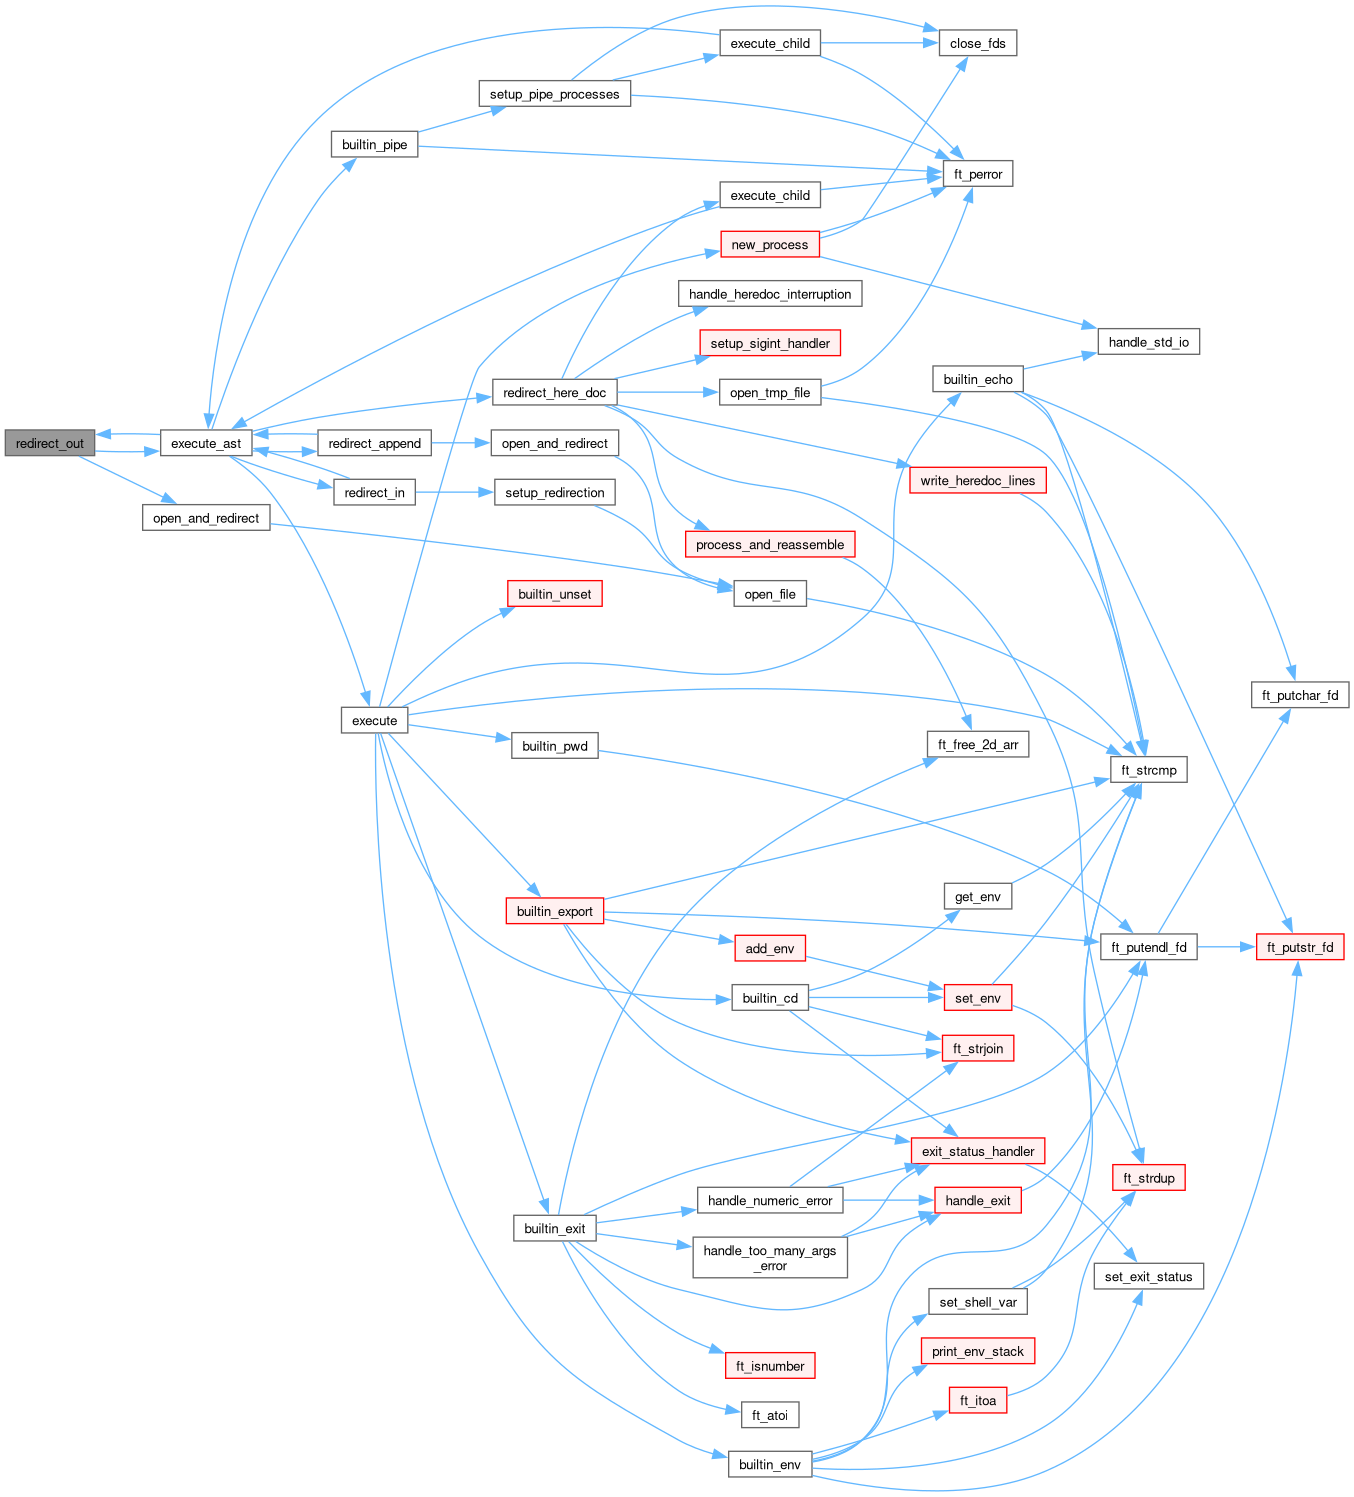 execute_child
close_fds
setup_pipe_processes
builtin_pipe
ft_perror
execute_child
new_process
handle_heredoc_interruption
setup_sigint_handler
handle_std_io
builtin_echo
redirect_here_doc
open_tmp_file
redirect_out
execute_ast
redirect_append
open_and_redirect
write_heredoc_lines
redirect_in
setup_redirection
open_and_redirect
process_and_reassemble
builtin_unset
open_file
ft_putchar_fd
execute
builtin_pwd
ft_free_2d_arr
ft_strcmp
get_env
builtin_export
add_env
ft_putendl_fd
ft_putstr_fd
builtin_cd
set_env
ft_strjoin
exit_status_handler
ft_strdup
handle_numeric_error
handle_exit
builtin_exit
handle_too_many_args
_error
set_exit_status
set_shell_var
print_env_stack
ft_isnumber
ft_itoa
ft_atoi
builtin_env